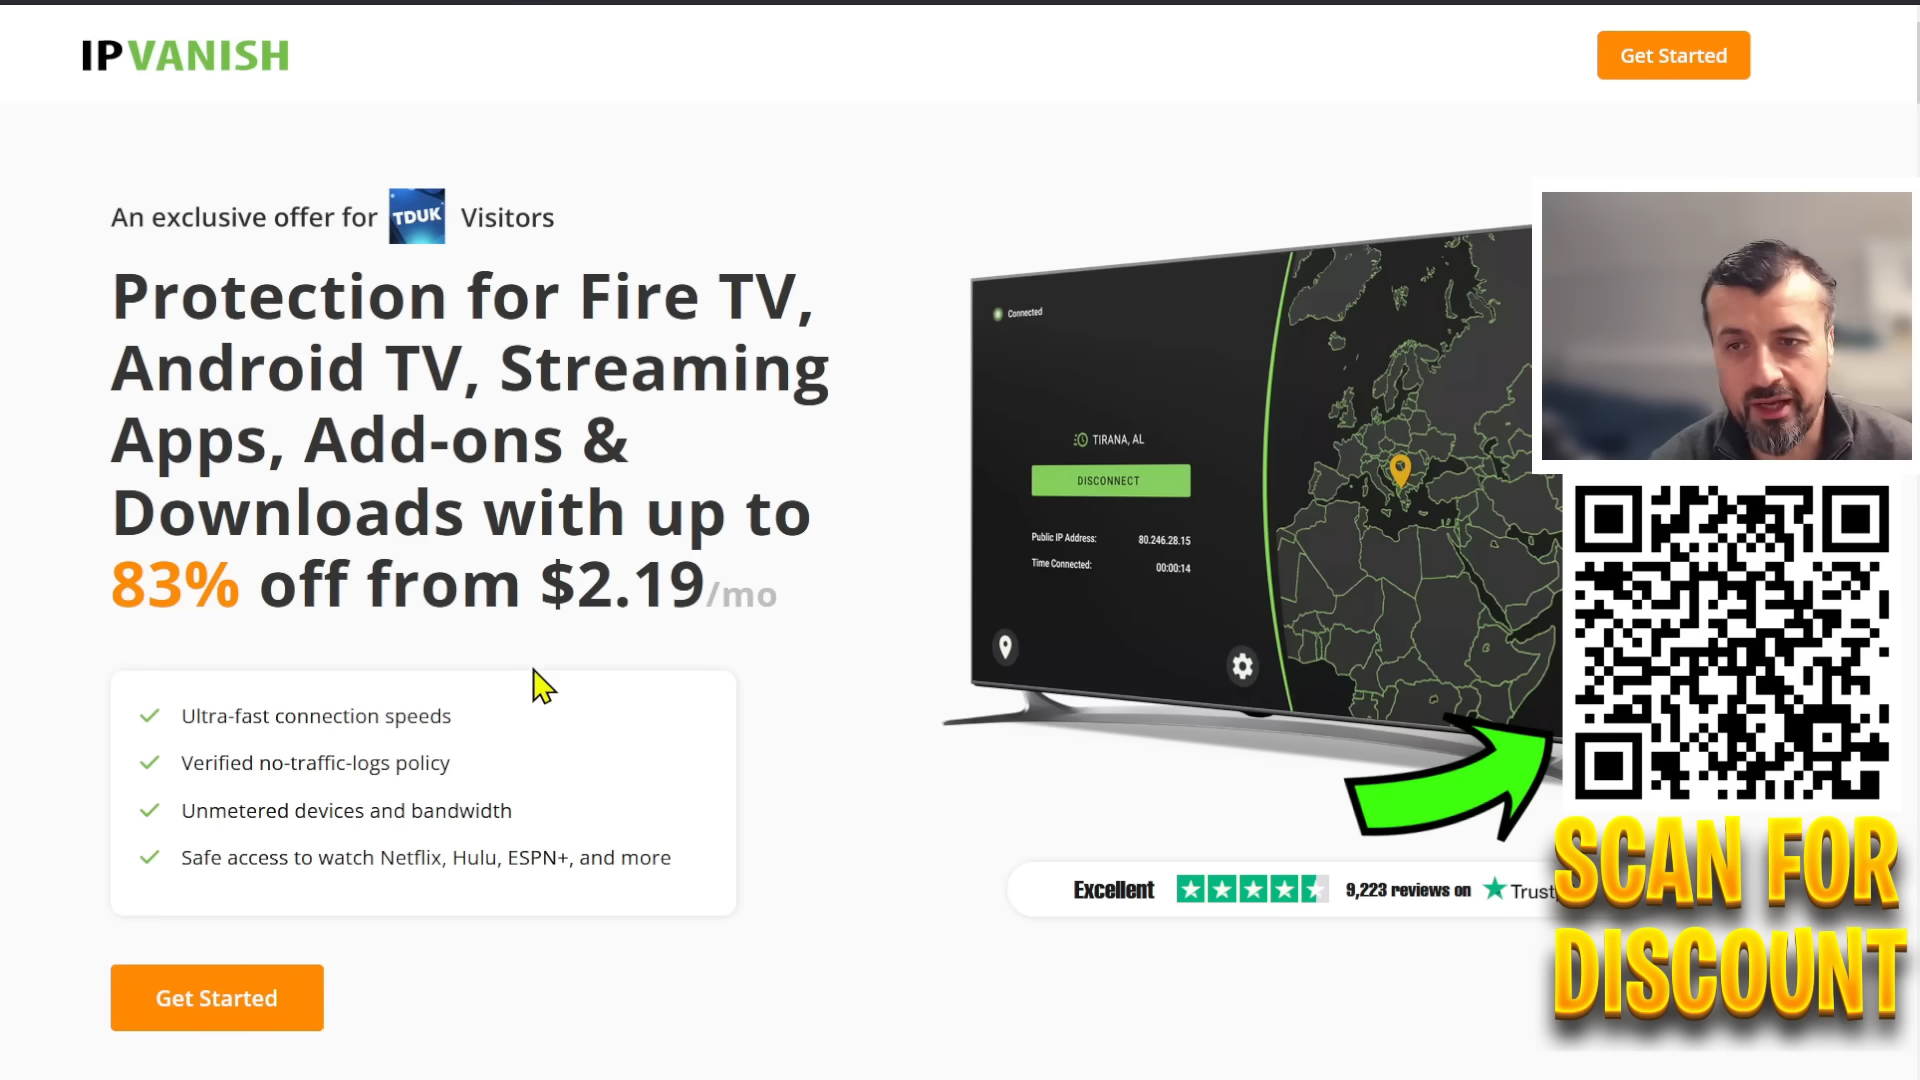 IPVANISH
Get Started
An exclusive offer for TDUK Visitors
Protection for Fire TV,
Android TV, Streaming
Apps, Add-ons &
Downloads with up to
83% off from $2.19/mo
Ultra-fast connection speeds
Verified no-traffic-logs policy
Unmetered devices and bandwidth
Safe access to watch Netflix, Hulu, ESPN+, and more
Get Started
Connected
TIRANA, AL
DISCONNECT
Public IP Address: 80.246.28.15
Time Connected: 00:00:14
Excellent 9,223 reviews on Trustp
SCAN FOR
DISCOUNT